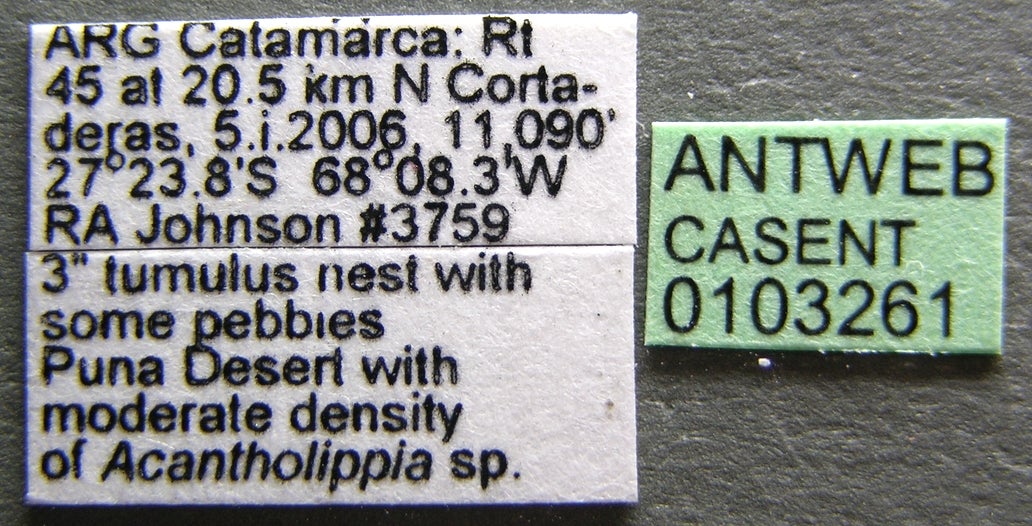 ARG Catamarca: Rt
45 at 20.5 km N Corta-
deras, 5.i.2006, 11,090'
27°23.8'S 68°08.3'W
RA Johnson #3759
3" tumulus nest with
some pebbles
Puna Desert with
moderate density
of Acantholippia sp.
ANTWEB
CASENT
0103261